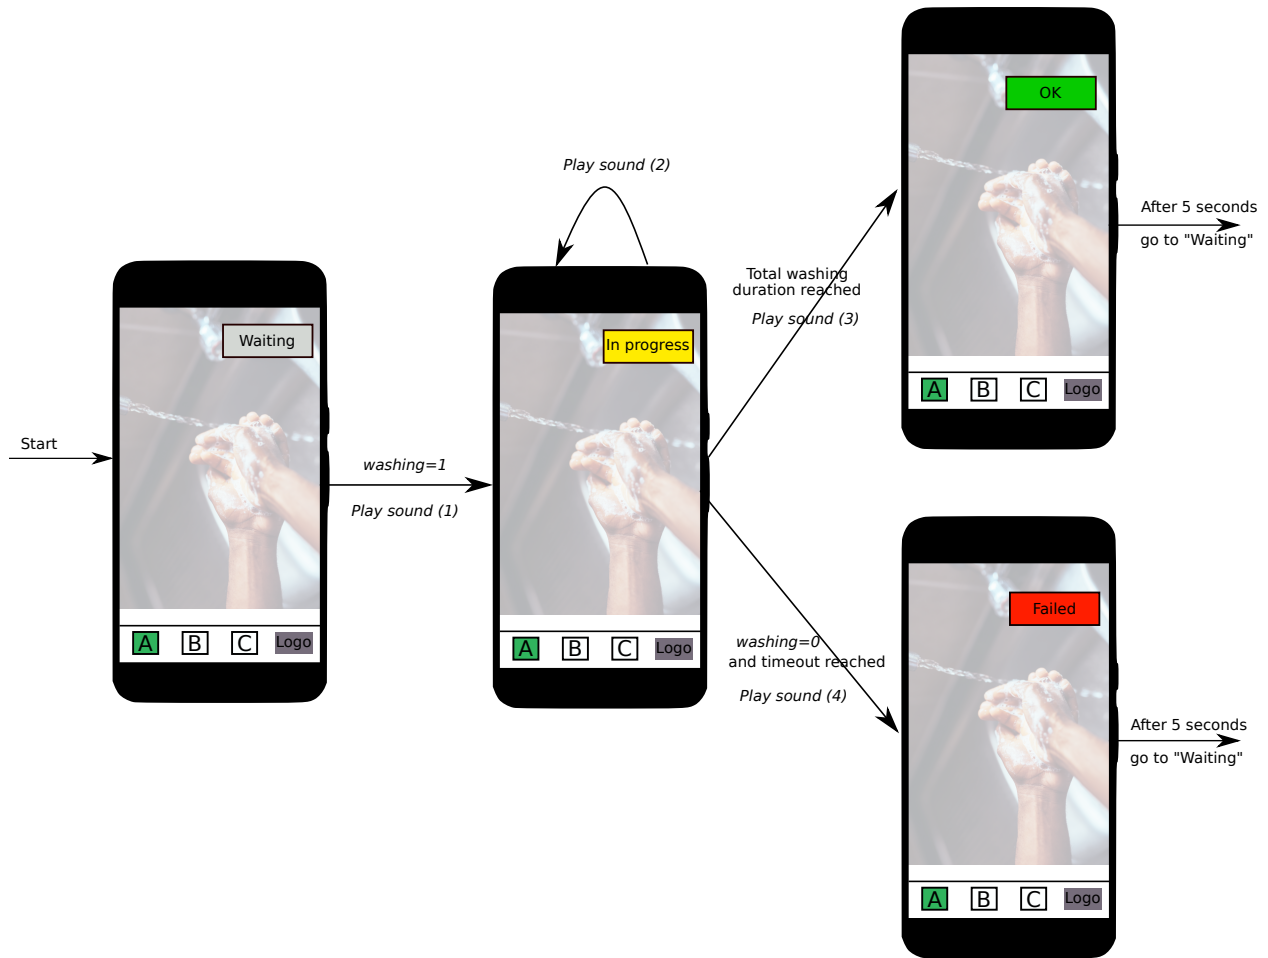 Start
Waiting
A B C Logo
washing=1
Play sound (1)
Play sound (2)
In progress
A B C Logo
Total washing
duration reached
Play sound (3)
OK
A B C Logo
After 5 seconds
go to "Waiting"
washing=0
and timeout reached
Play sound (4)
Failed
A B C Logo
After 5 seconds
go to "Waiting"